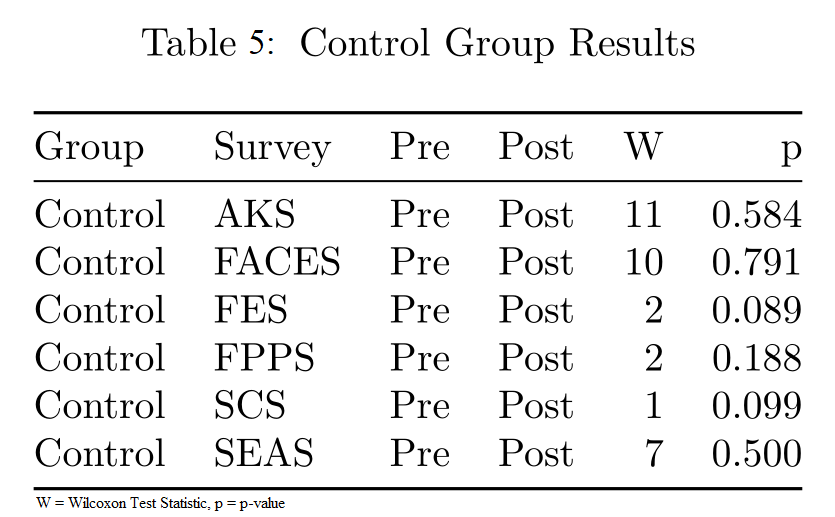 Table 5: Control Group Results
Group Survey Pre Post W p
Control AKS Pre Post 11 0.584
Control FACES Pre Post 10 0.791
Control FES Pre Post 2 0.089
Control FPPS Pre Post 2 0.188
Control SCS Pre Post 1 0.099
Control SEAS Pre Post 7 0.500
W = Wilcoxon Test Statistic, p = p-value